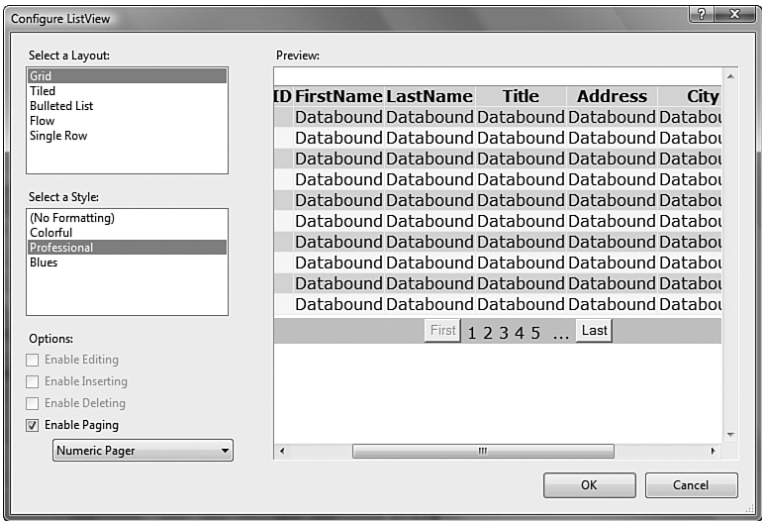 Configure ListView
Select a Layout:
Grid
Tiled
Bulleted List
Flow
Single Row
Select a Style:
(No Formatting)
Colorful
Professional
Blues
Options:
Enable Editing
Enable Inserting
Enable Deleting
Enable Paging
Numeric Pager
Preview:
ID FirstName LastName Title Address City
Databound Databound Databound Databound Databou
Databound Databound Databound Databound Databou
Databound Databound Databound Databound Databou
Databound Databound Databound Databound Databou
Databound Databound Databound Databound Databou
Databound Databound Databound Databound Databou
Databound Databound Databound Databound Databou
Databound Databound Databound Databound Databou
Databound Databound Databound Databound Databou
Databound Databound Databound Databound Databou
First 1 2 3 4 5 ... Last
OK Cancel